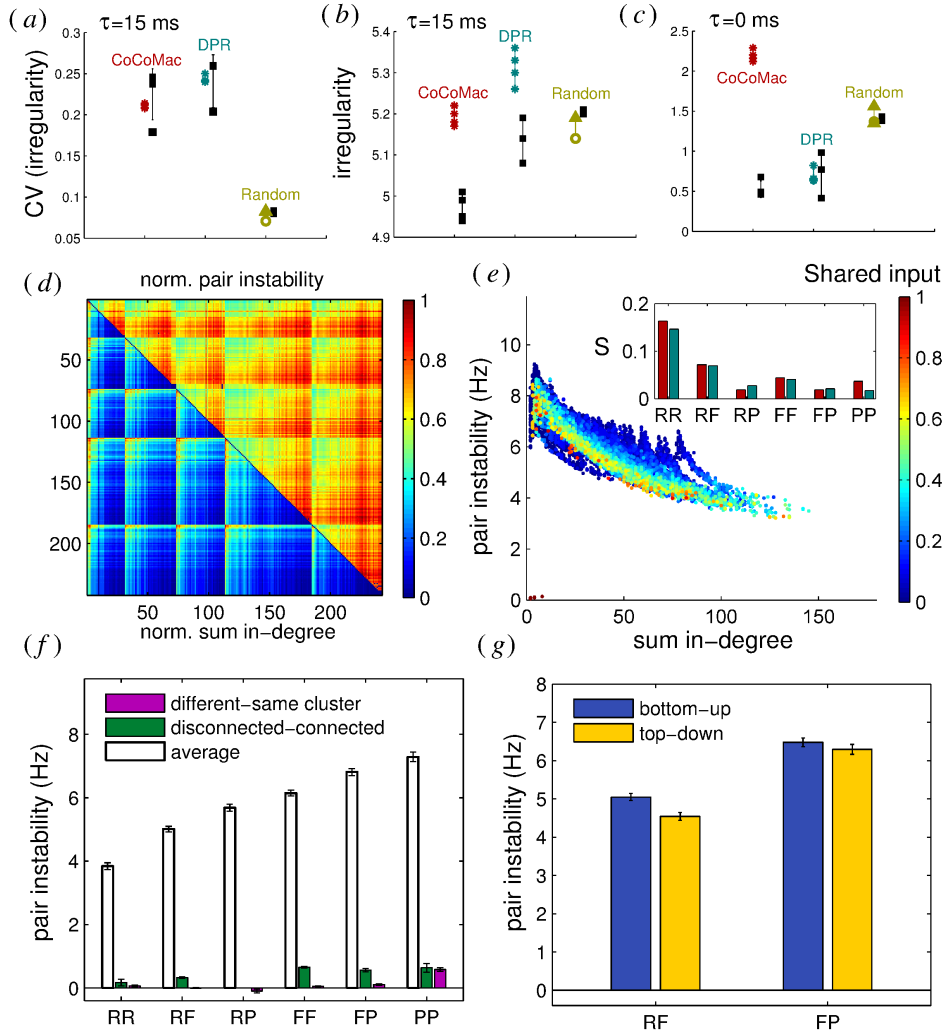 (a)
τ=15 ms
CV (irregularity)
0.3
0.25
0.2
0.15
0.1
0.05
CoCoMac
DPR
Random
(b)
τ=15 ms
irregularity
5.4
5.3
5.2
5.1
5
4.9
CoCoMac
DPR
Random
(c)
τ=0 ms
2.5
2
1.5
1
0.5
0
CoCoMac
DPR
Random
(d)
norm. pair instability
50
100
150
200
50 100 150 200
norm. sum in-degree
1
0.8
0.6
0.4
0.2
0
(e)
Shared input
pair instability (Hz)
10
8
6
4
2
0
0 50 100 150
sum in-degree
S
0.2
0.1
0
RR RF RP FF FP PP
1
0.8
0.6
0.4
0.2
0
(f)
pair instability (Hz)
8
6
4
2
0
different-same cluster
disconnected-connected
average
RR RF RP FF FP PP
(g)
pair instability (Hz)
8
7
6
5
4
3
2
1
0
bottom-up
top-down
RF FP